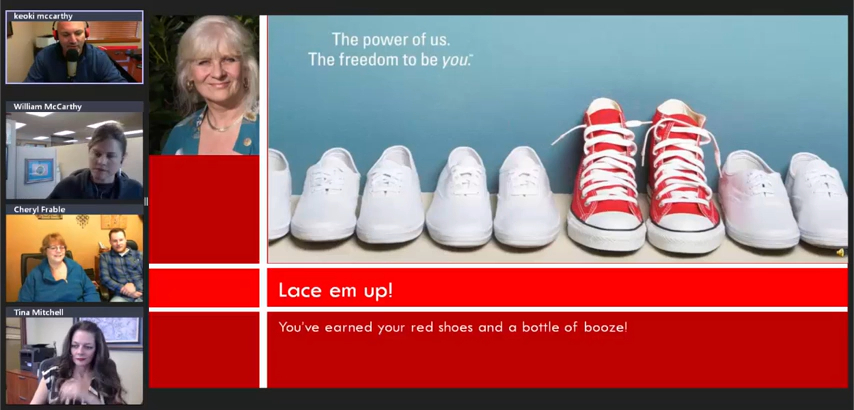 keoki mccarthy
William McCarthy
Cheryl Frable
Tina Mitchell
The power of us.
The freedom to be you.℠
Lace em up!
You've earned your red shoes and a bottle of booze!